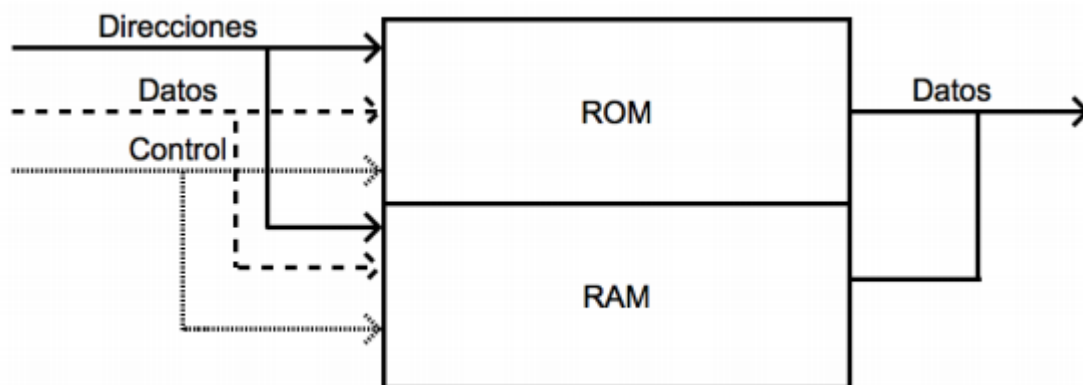 Direcciones
Datos
Control
ROM
Datos
RAM